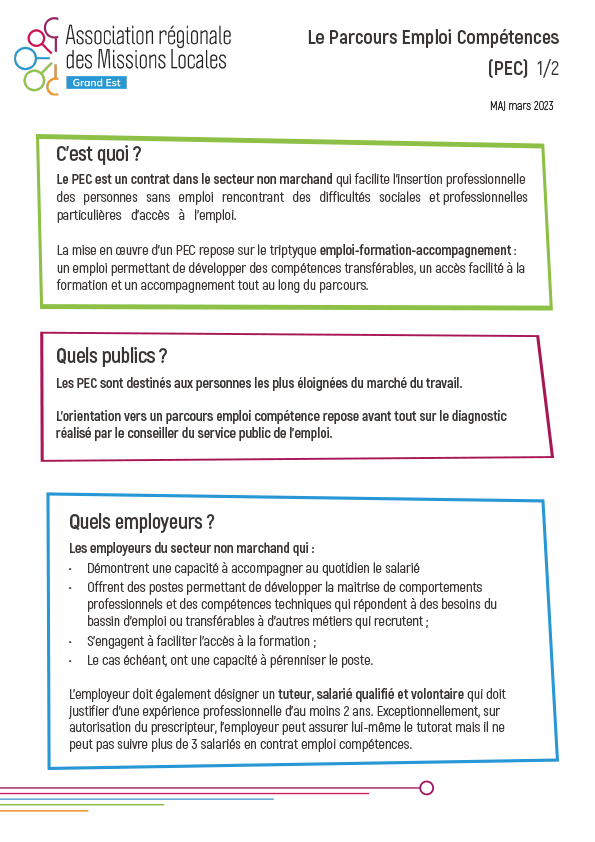 Association régionale
des Missions Locales
Grand Est
Le Parcours Emploi Compétences
(PEC) 1/2
MAJ mars 2023
C'est quoi ?
Le PEC est un contrat dans le secteur non marchand qui facilite l'insertion professionnelle
des personnes sans emploi rencontrant des difficultés sociales et professionnelles
particulières d'accès à l'emploi.
La mise en œuvre d'un PEC repose sur le triptyque emploi-formation-accompagnement :
un emploi permettant de développer des compétences transférables, un accès facilité à la
formation et un accompagnement tout au long du parcours.
Quels publics ?
Les PEC sont destinés aux personnes les plus éloignées du marché du travail.
L'orientation vers un parcours emploi compétence repose avant tout sur le diagnostic
réalisé par le conseiller du service public de l'emploi.
Quels employeurs ?
Les employeurs du secteur non marchand qui :
· Démontrent une capacité à accompagner au quotidien le salarié
· Offrent des postes permettant de développer la maitrise de comportements
professionnels et des compétences techniques qui répondent à des besoins du
bassin d'emploi ou transférables à d'autres métiers qui recrutent ;
· S'engagent à faciliter l'accès à la formation ;
· Le cas échéant, ont une capacité à pérenniser le poste.
L'employeur doit également désigner un tuteur, salarié qualifié et volontaire qui doit
justifier d'une expérience professionnelle d'au moins 2 ans. Exceptionnellement, sur
autorisation du prescripteur, l'employeur peut assurer lui-même le tutorat mais il ne
peut pas suivre plus de 3 salariés en contrat emploi compétences.